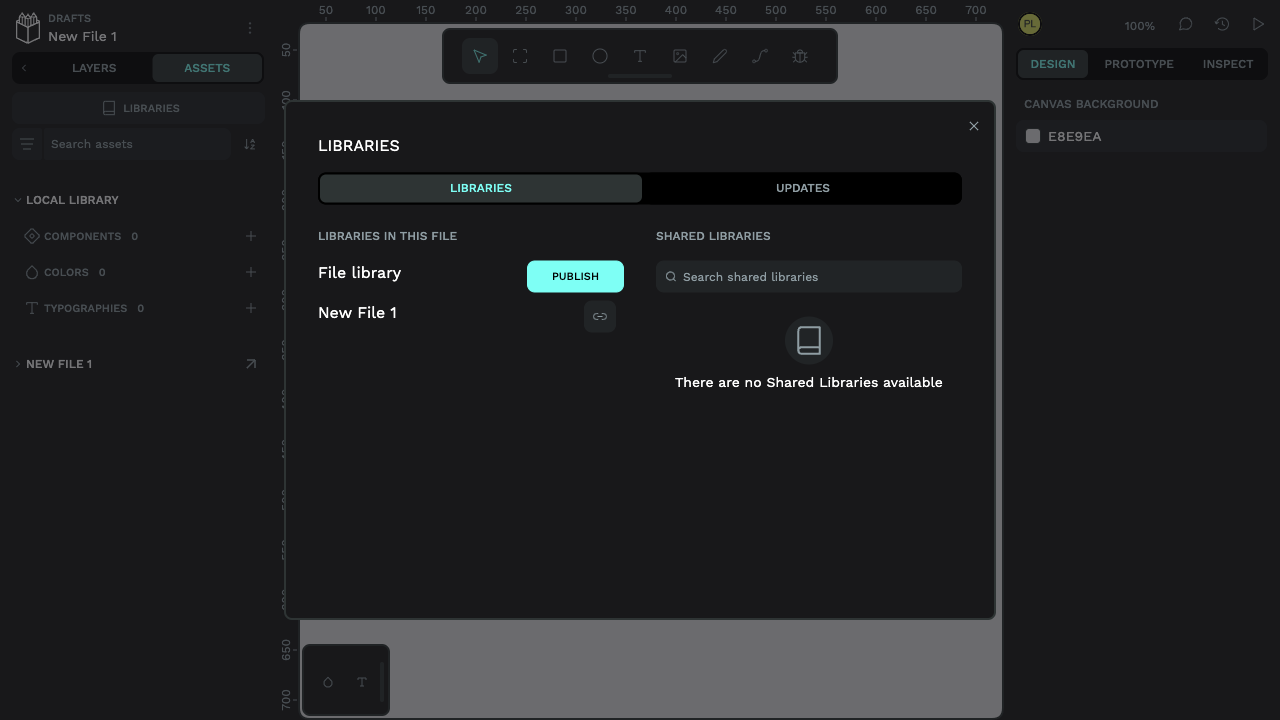 DRAFTS
New File 1
LAYERS
ASSETS
LIBRARIES
Search assets
LOCAL LIBRARY
COMPONENTS 0
COLORS 0
TYPOGRAPHIES 0
NEW FILE 1
50 100 150 200 250 300 350 400 450 500 550 600 650 700
50
650
700
LIBRARIES
LIBRARIES
UPDATES
LIBRARIES IN THIS FILE
File library
PUBLISH
New File 1
SHARED LIBRARIES
Search shared libraries
There are no Shared Libraries available
PL
100%
DESIGN
PROTOTYPE
INSPECT
CANVAS BACKGROUND
E8E9EA